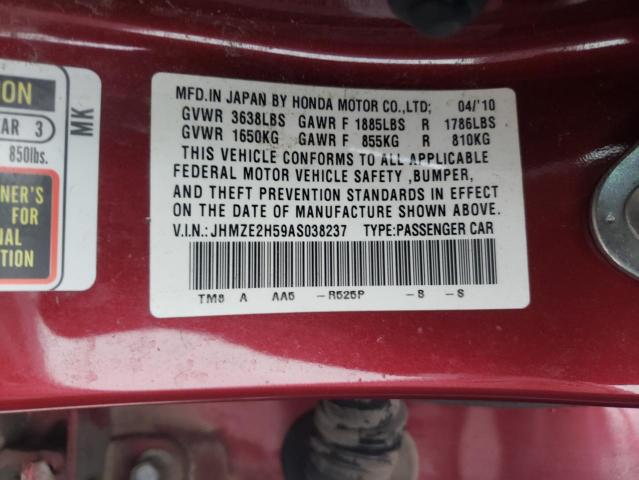 ON
AR 3
850lbs.
MK
NER'S
FOR
IAL
TION
MFD.IN JAPAN BY HONDA MOTOR CO.,LTD; 04/'10
GVWR 3638LBS GAWR F 1885LBS R 1786LBS
GVWR 1650KG GAWR F 855KG R 810KG
THIS VEHICLE CONFORMS TO ALL APPLICABLE
FEDERAL MOTOR VEHICLE SAFETY ,BUMPER,
AND THEFT PREVENTION STANDARDS IN EFFECT
ON THE DATE OF MANUFACTURE SHOWN ABOVE.
V.I.N.: JHMZE2H59AS038237 TYPE:PASSENGER CAR
TM8 A AA5 -R525P -S -S